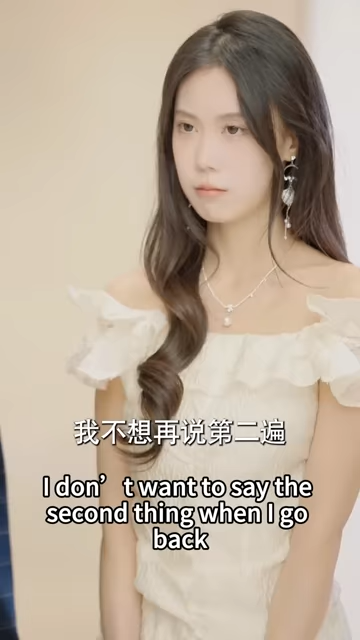 我不想再说第二遍
I don't want to say the
second thing when I go
back